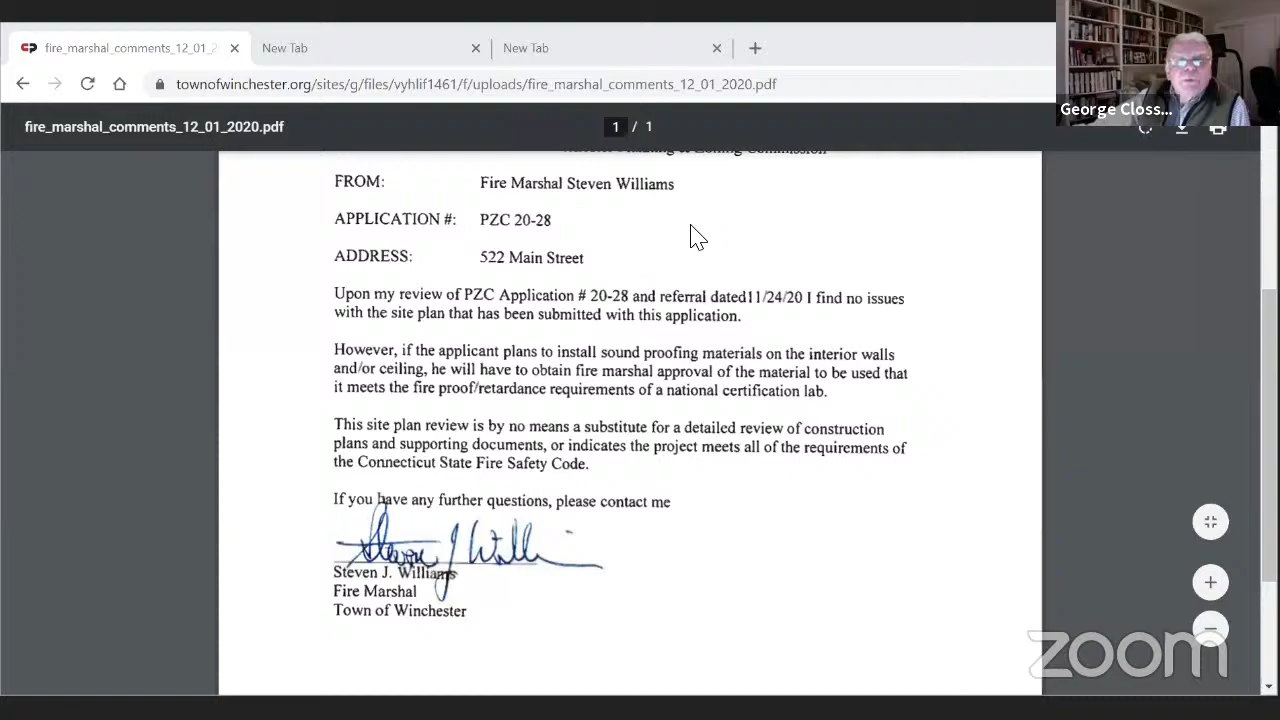 fire_marshal_comments_12_01_2
New Tab
New Tab
townofwinchester.org/sites/g/files/vyhlif1461/f/uploads/fire_marshal_comments_12_01_2020.pdf
George Closs...
fire_marshal_comments_12_01_2020.pdf
1 / 1
Planning & Zoning Commission
FROM: Fire Marshal Steven Williams
APPLICATION #: PZC 20-28
ADDRESS: 522 Main Street
Upon my review of PZC Application # 20-28 and referral dated11/24/20 I find no issues
with the site plan that has been submitted with this application.
However, if the applicant plans to install sound proofing materials on the interior walls
and/or ceiling, he will have to obtain fire marshal approval of the material to be used that
it meets the fire proof/retardance requirements of a national certification lab.
This site plan review is by no means a substitute for a detailed review of construction
plans and supporting documents, or indicates the project meets all of the requirements of
the Connecticut State Fire Safety Code.
If you have any further questions, please contact me
Steven J Willi
Steven J. Williams
Fire Marshal
Town of Winchester
zoom